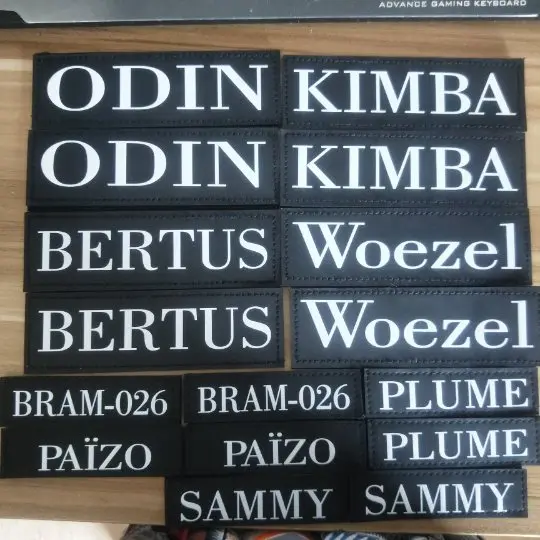 ADVANCE GAMING KEYBOARD
ODIN KIMBA
ODIN KIMBA
BERTUS Woezel
BERTUS Woezel
BRAM-026 BRAM-026 PLUME
PAÏZO PAÏZO PLUME
SAMMY SAMMY